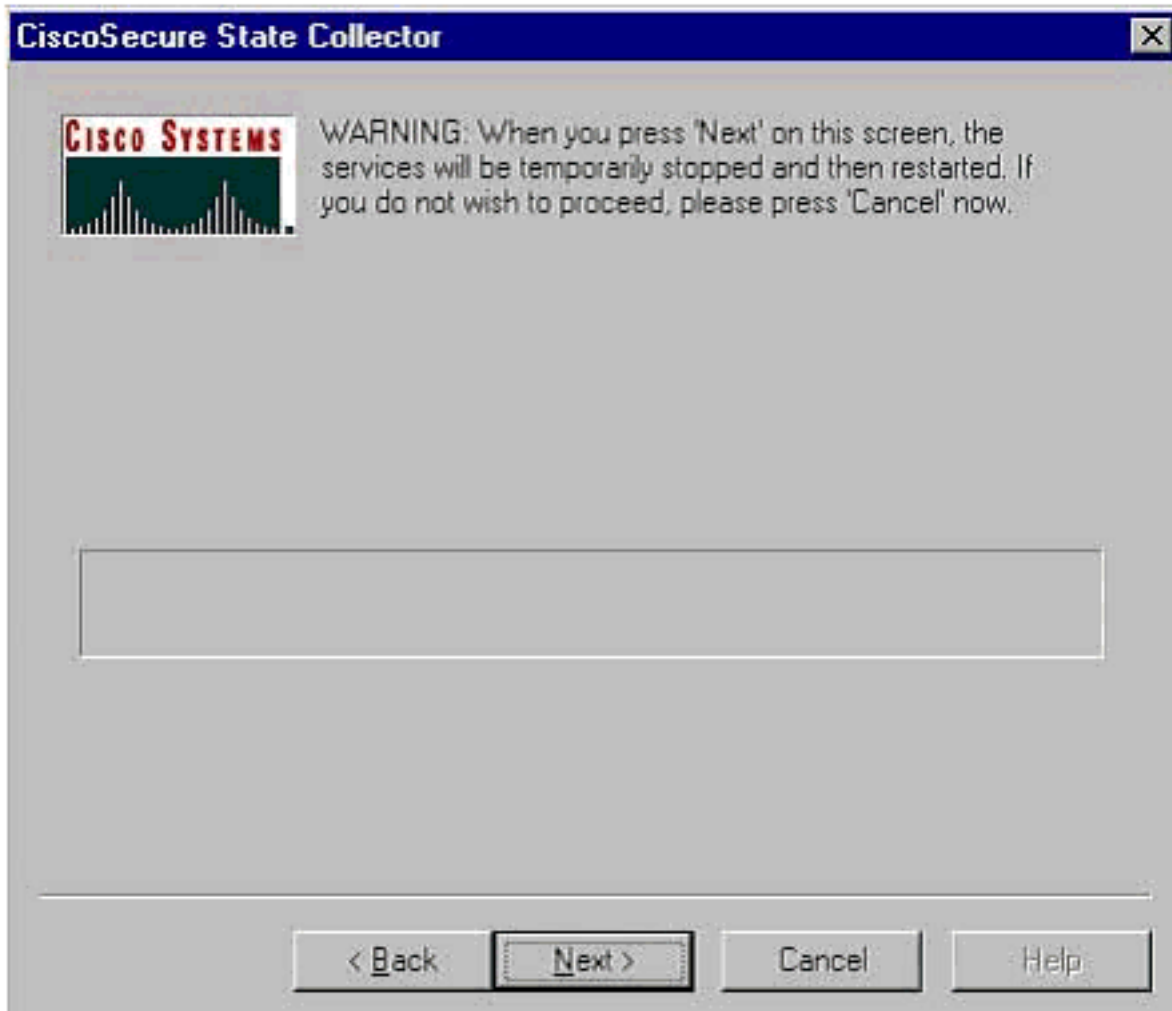 CiscoSecure State Collector
CISCO SYSTEMS
WARNING: When you press 'Next' on this screen, the
services will be temporarily stopped and then restarted. If
you do not wish to proceed, please press 'Cancel' now.
< Back Next > Cancel Help